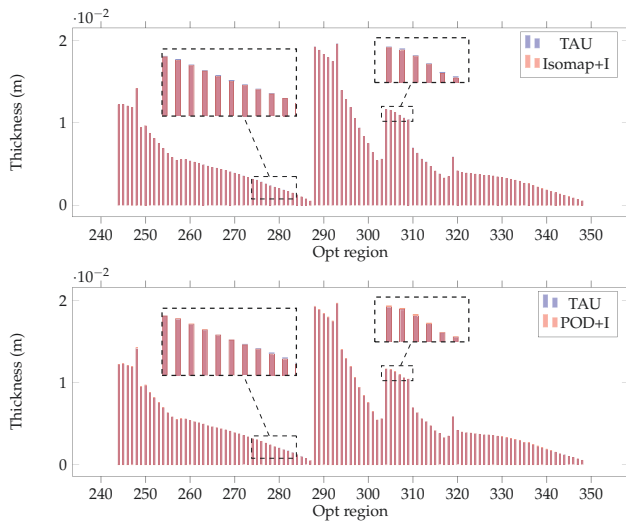 ·10⁻²
2
TAU
Isomap+I
Thickness (m)
1
0
240 250 260 270 280 290 300 310 320 330 340 350
Opt region
·10⁻²
2
TAU
POD+I
Thickness (m)
1
0
240 250 260 270 280 290 300 310 320 330 340 350
Opt region